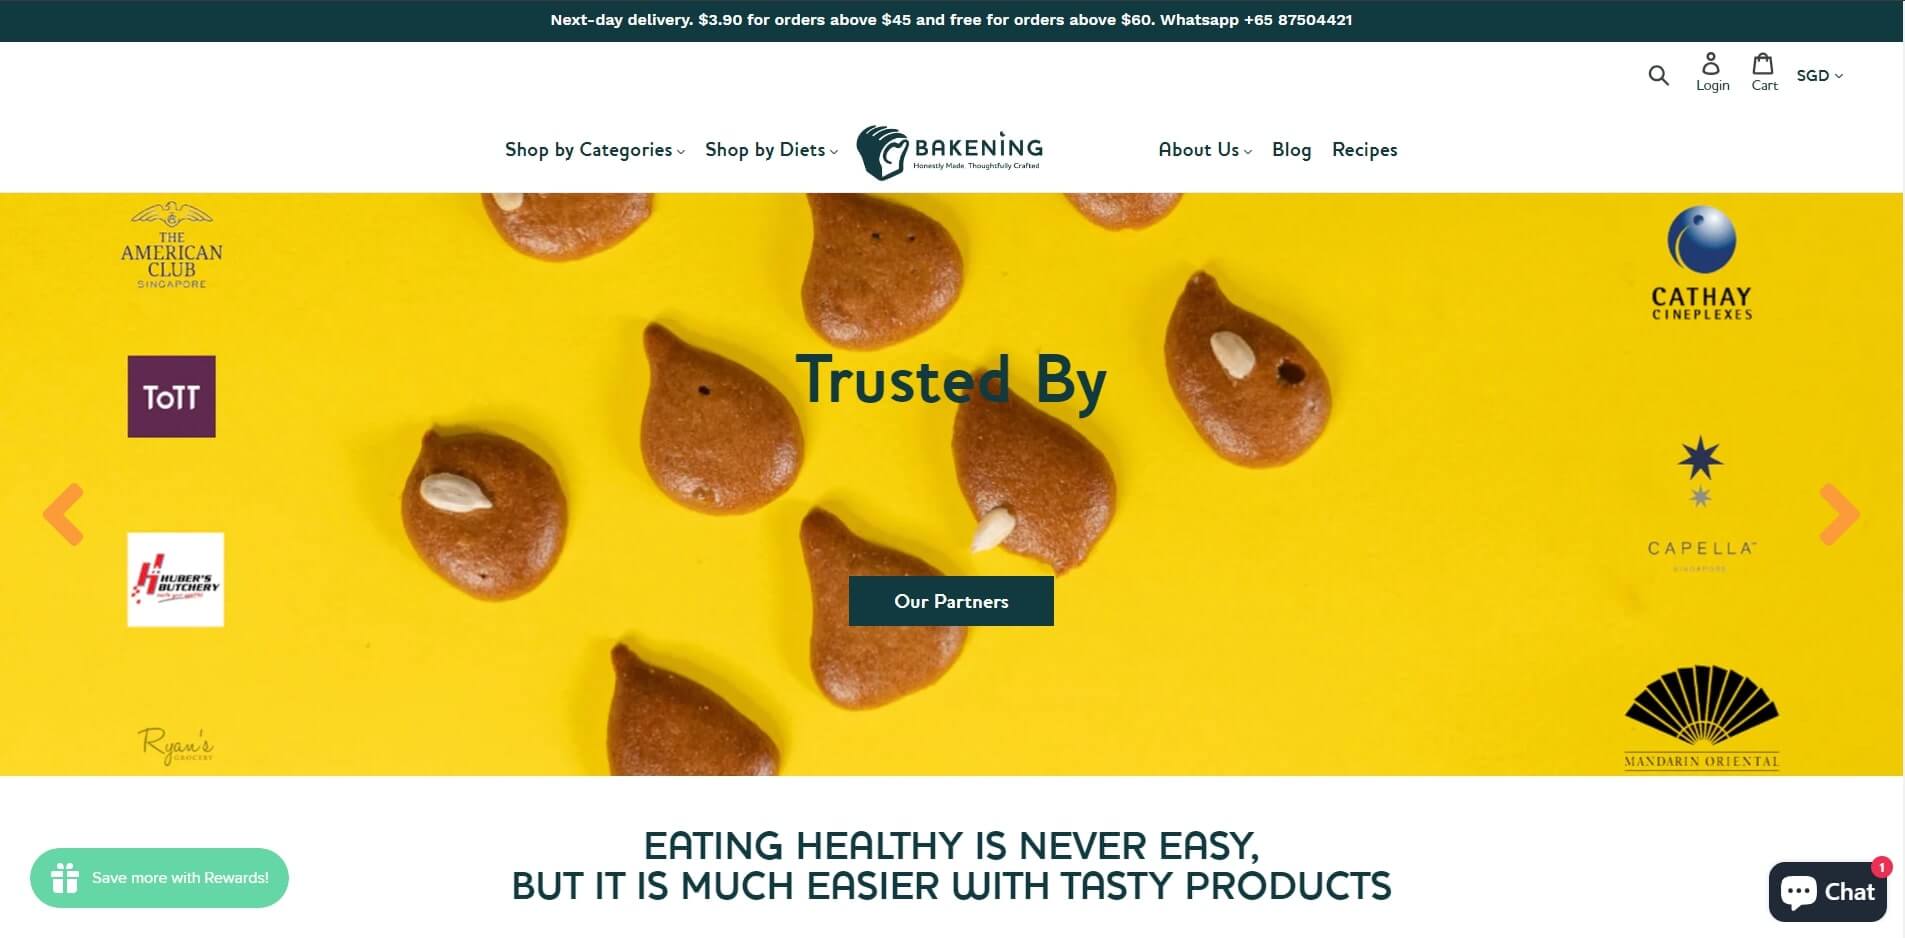 Next-day delivery. $3.90 for orders above $45 and free for orders above $60. Whatsapp +65 87504421
Login
Cart
SGD
Shop by Categories
Shop by Diets
BAKENING
Honestly Made, Thoughtfully Crafted
About Us
Blog
Recipes
THE
AMERICAN
CLUB
SINGAPORE
ToTT
HUBER'S
BUTCHERY
Ryan's
GROCERY
Trusted By
Our Partners
CATHAY
CINEPLEXES
CAPELLA
SINGAPORE
MANDARIN ORIENTAL
EATING HEALTHY IS NEVER EASY,
BUT IT IS MUCH EASIER WITH TASTY PRODUCTS
Save more with Rewards!
1
Chat